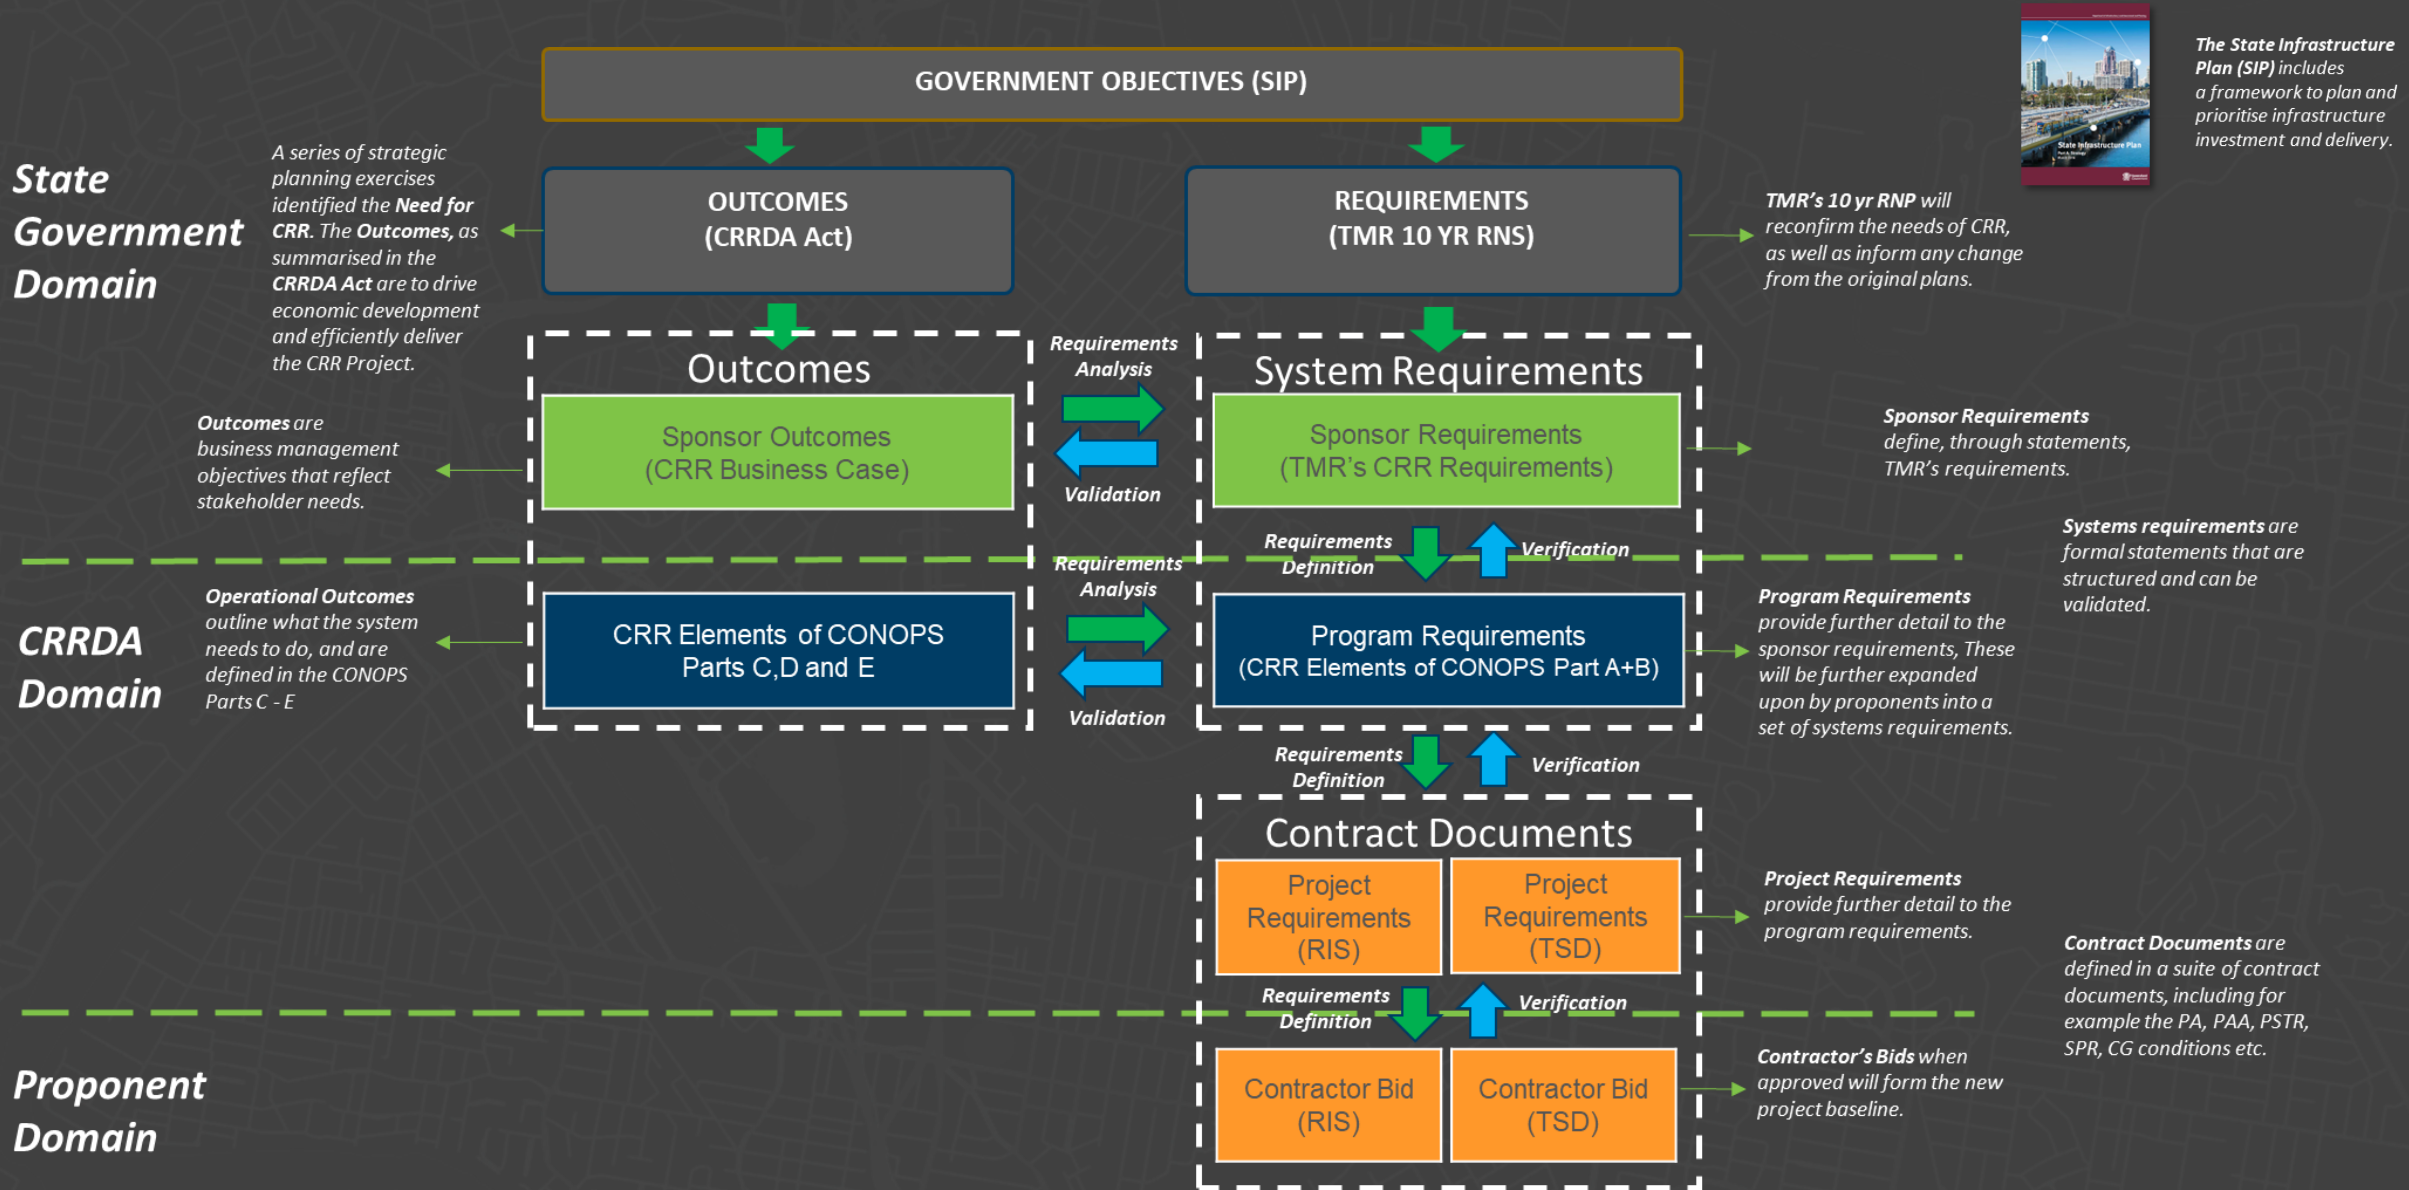 GOVERNMENT OBJECTIVES (SIP)
State Infrastructure Plan
The State Infrastructure
Plan (SIP) includes
a framework to plan and
prioritise infrastructure
investment and delivery.
State
Government
Domain
A series of strategic
planning exercises
identified the Need for
CRR. The Outcomes, as
summarised in the
CRRDA Act are to drive
economic development
and efficiently deliver
the CRR Project.
OUTCOMES
(CRRDA Act)
REQUIREMENTS
(TMR 10 YR RNS)
TMR's 10 yr RNP will
reconfirm the needs of CRR,
as well as inform any change
from the original plans.
Outcomes
Requirements
Analysis
System Requirements
Outcomes are
business management
objectives that reflect
stakeholder needs.
Sponsor Outcomes
(CRR Business Case)
Validation
Sponsor Requirements
(TMR's CRR Requirements)
Sponsor Requirements
define, through statements,
TMR's requirements.
Requirements
Definition
Verification
Systems requirements are
formal statements that are
structured and can be
validated.
CRRDA
Domain
Operational Outcomes
outline what the system
needs to do, and are
defined in the CONOPS
Parts C - E
CRR Elements of CONOPS
Parts C,D and E
Requirements
Analysis
Validation
Program Requirements
(CRR Elements of CONOPS Part A+B)
Program Requirements
provide further detail to the
sponsor requirements, These
will be further expanded
upon by proponents into a
set of systems requirements.
Requirements
Definition
Verification
Contract Documents
Project
Requirements
(RIS)
Project
Requirements
(TSD)
Project Requirements
provide further detail to the
program requirements.
Contract Documents are
defined in a suite of contract
documents, including for
example the PA, PAA, PSTR,
SPR, CG conditions etc.
Requirements
Definition
Verification
Proponent
Domain
Contractor Bid
(RIS)
Contractor Bid
(TSD)
Contractor's Bids when
approved will form the new
project baseline.